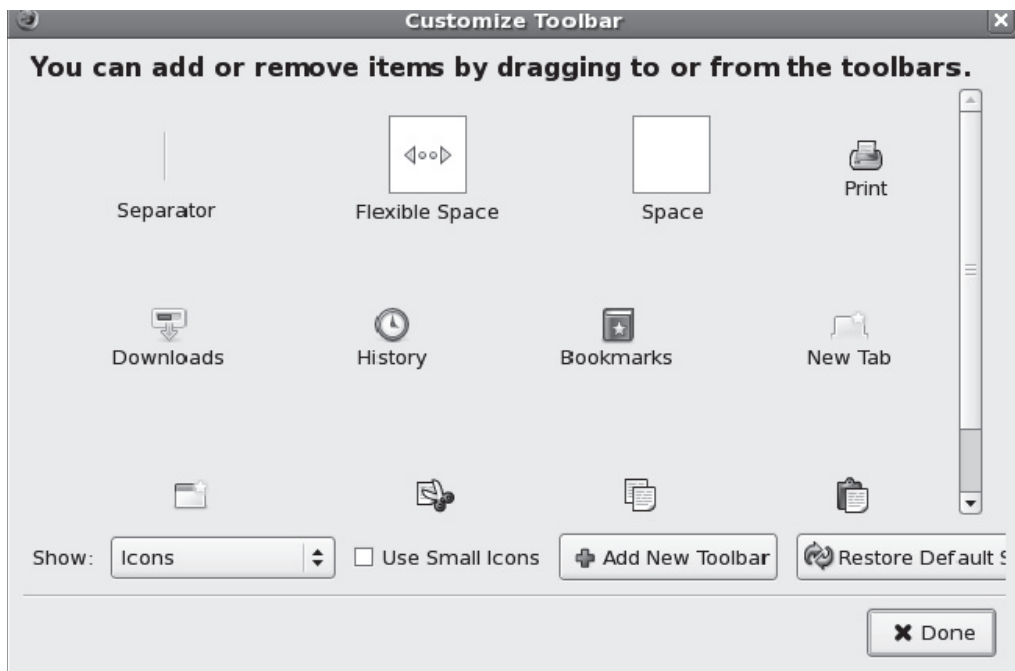 Customize Toolbar
You can add or remove items by dragging to or from the toolbars.
Separator
Flexible Space
Space
Print
Downloads
History
Bookmarks
New Tab
Show: Icons Use Small Icons Add New Toolbar Restore Default S
Done